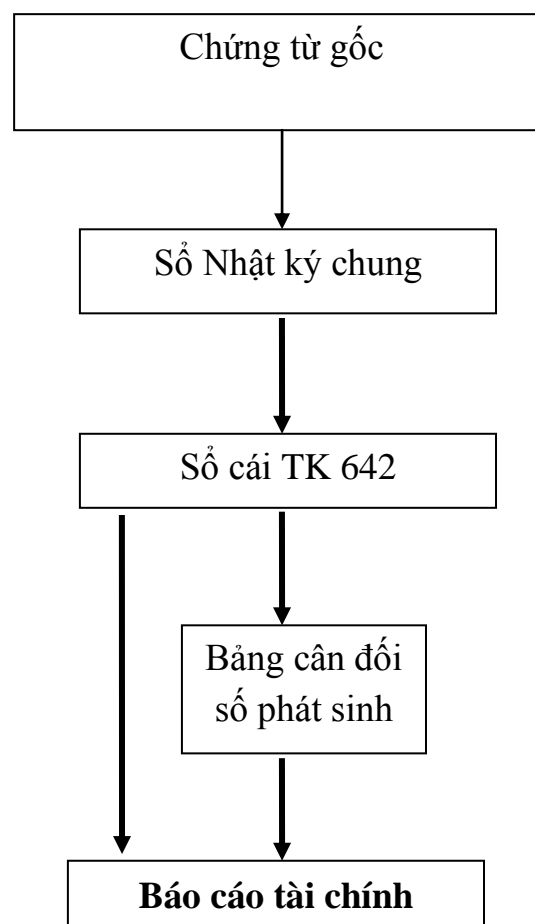 Chứng từ gốc
Sổ Nhật ký chung
Sổ cái TK 642
Bảng cân đối
số phát sinh
Báo cáo tài chính